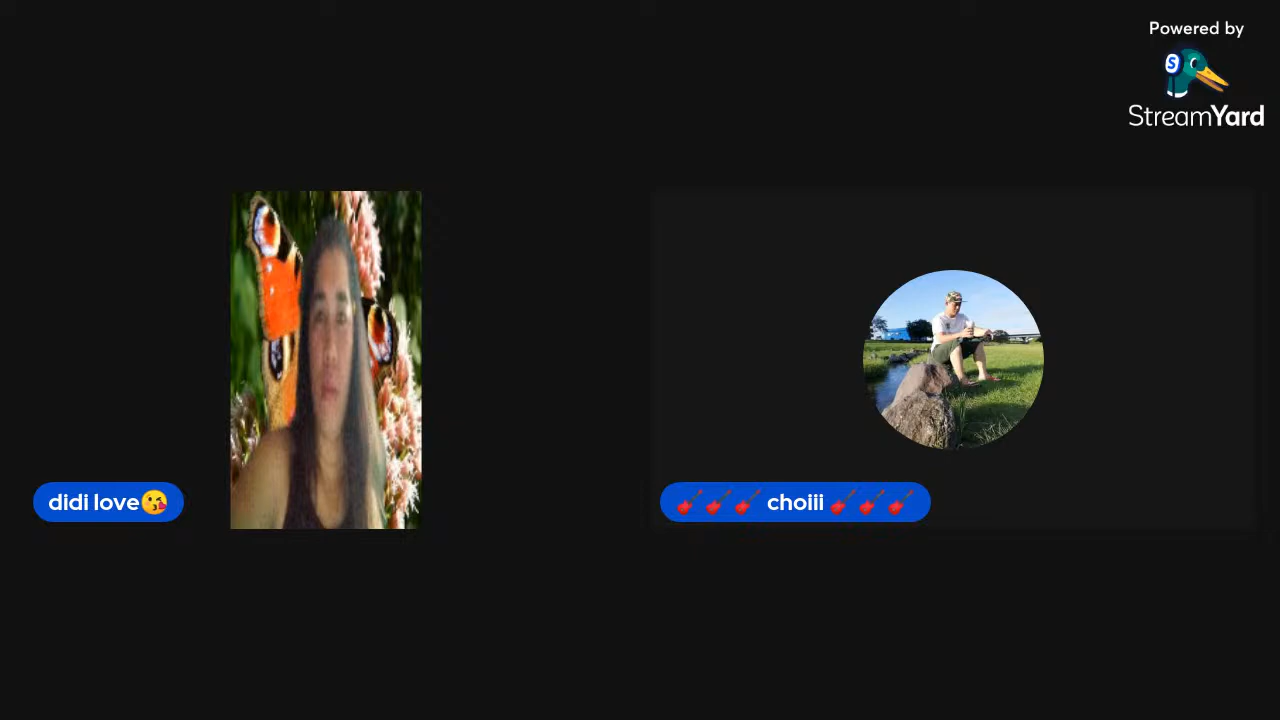 Powered by
S
StreamYard
didi love😘
🎸🎸🎸 choiii 🎸🎸🎸